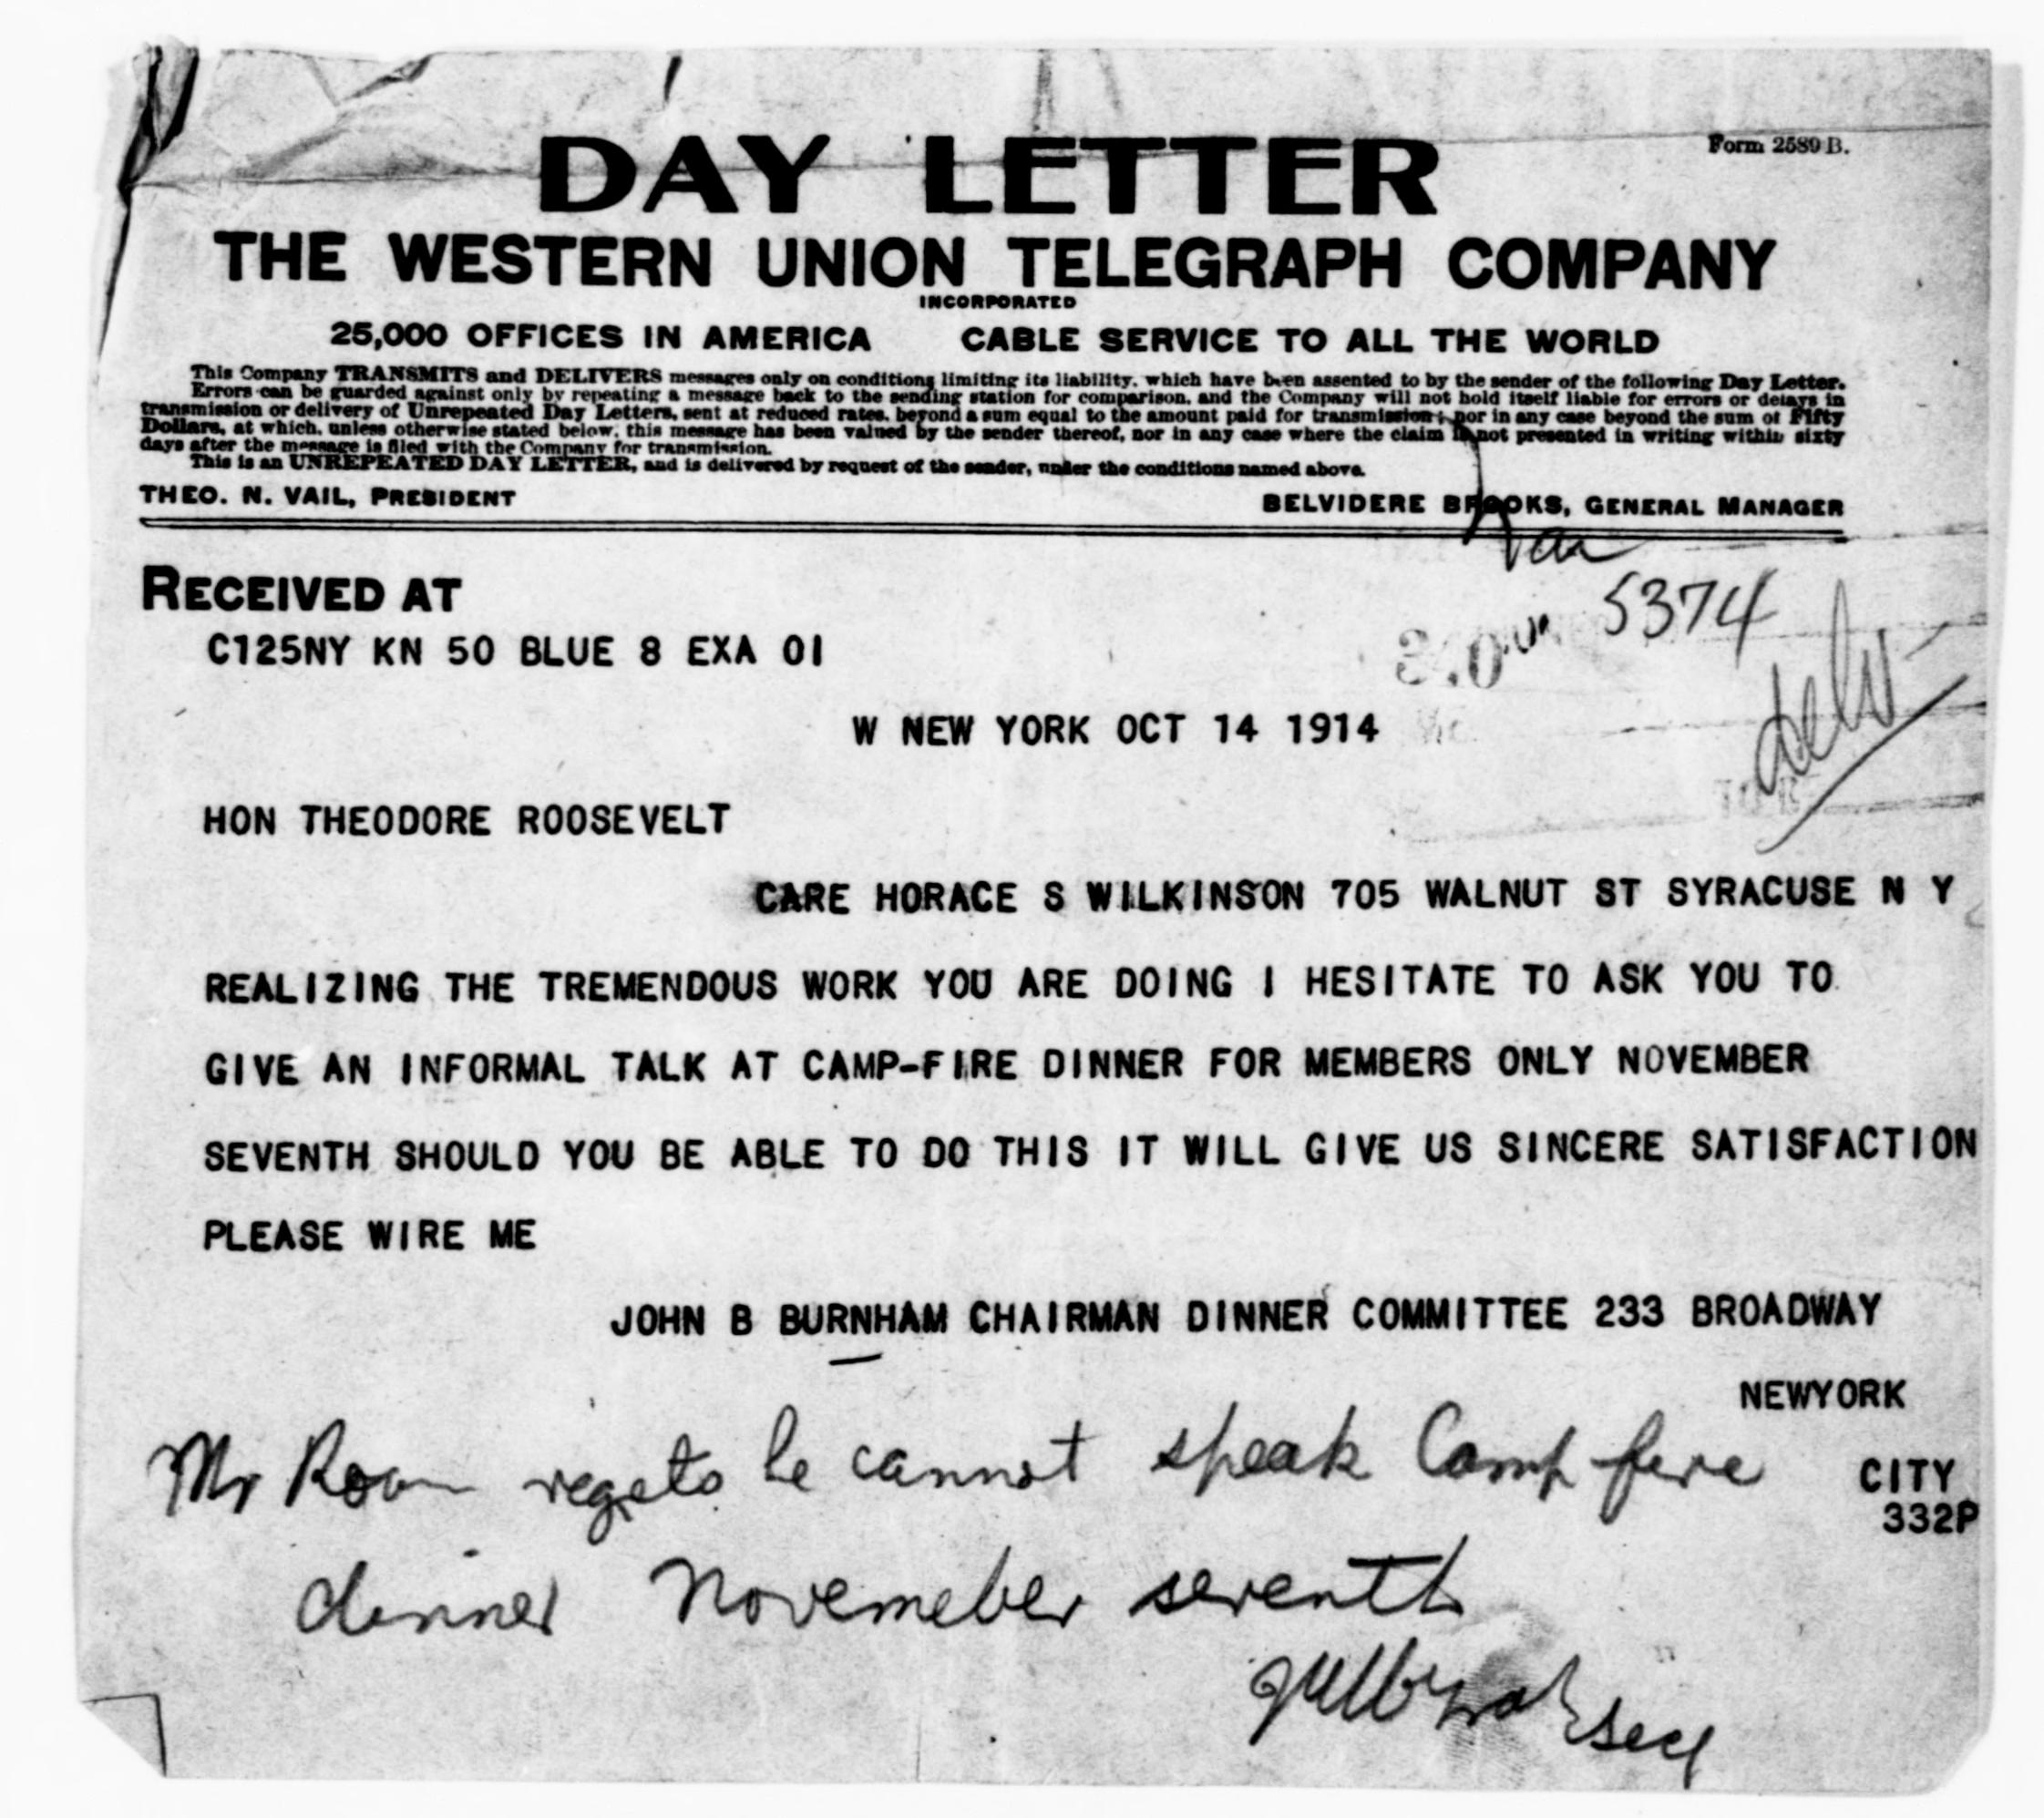 Form 2589 B.
DAY LETTER
THE WESTERN UNION TELEGRAPH COMPANY
INCORPORATED
25,000 OFFICES IN AMERICA CABLE SERVICE TO ALL THE WORLD
This Company TRANSMITS and DELIVERS messages only on conditions limiting its liability, which have been assented to by the sender of the following Day Letter.
Errors can be guarded against only by repeating a message back to the sending station for comparison, and the Company will not hold itself liable for errors or delays in
transmission or delivery of Unrepeated Day Letters, sent at reduced rates, beyond a sum equal to the amount paid for transmission; nor in any case beyond the sum of Fifty
Dollars, at which, unless otherwise stated below, this message has been valued by the sender thereof, nor in any case where the claim is not presented in writing within sixty
days after the message is filed with the Company for transmission.
This is an UNREPEATED DAY LETTER, and is delivered by request of the sender, under the conditions named above.
THEO. N. VAIL, PRESIDENT BELVIDERE BROOKS, GENERAL MANAGER
RECEIVED AT
5374
C125NY KN 50 BLUE 8 EXA 01
W NEW YORK OCT 14 1914
HON THEODORE ROOSEVELT
CARE HORACE S WILKINSON 705 WALNUT ST SYRACUSE N Y
REALIZING THE TREMENDOUS WORK YOU ARE DOING I HESITATE TO ASK YOU TO
GIVE AN INFORMAL TALK AT CAMP-FIRE DINNER FOR MEMBERS ONLY NOVEMBER
SEVENTH SHOULD YOU BE ABLE TO DO THIS IT WILL GIVE US SINCERE SATISFACTION
PLEASE WIRE ME
JOHN B BURNHAM CHAIRMAN DINNER COMMITTEE 233 BROADWAY
NEWYORK
CITY
332P
Mr Roos regets he cannot speak Camp fire
dinner Novemeber seventh
secy